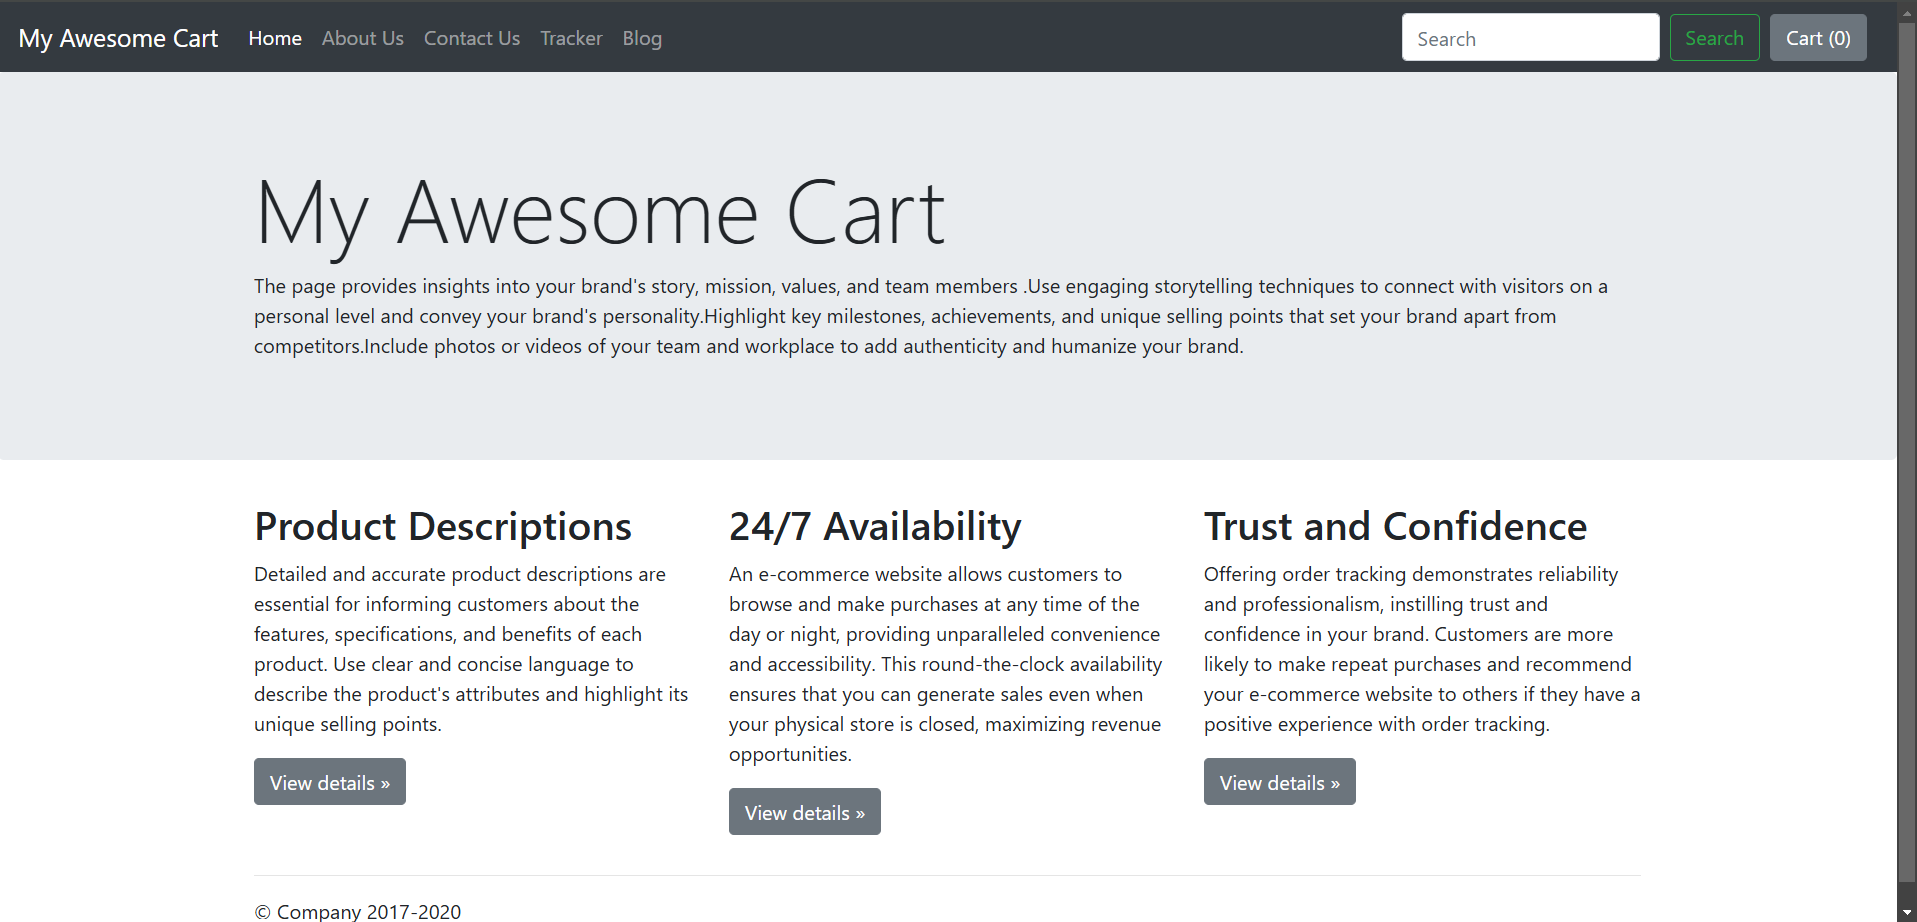 My Awesome Cart Home About Us Contact Us Tracker Blog Search Search Cart (0)
My Awesome Cart
The page provides insights into your brand's story, mission, values, and team members .Use engaging storytelling techniques to connect with visitors on a
personal level and convey your brand's personality.Highlight key milestones, achievements, and unique selling points that set your brand apart from
competitors.Include photos or videos of your team and workplace to add authenticity and humanize your brand.
Product Descriptions
Detailed and accurate product descriptions are
essential for informing customers about the
features, specifications, and benefits of each
product. Use clear and concise language to
describe the product's attributes and highlight its
unique selling points.
View details »
24/7 Availability
An e-commerce website allows customers to
browse and make purchases at any time of the
day or night, providing unparalleled convenience
and accessibility. This round-the-clock availability
ensures that you can generate sales even when
your physical store is closed, maximizing revenue
opportunities.
View details »
Trust and Confidence
Offering order tracking demonstrates reliability
and professionalism, instilling trust and
confidence in your brand. Customers are more
likely to make repeat purchases and recommend
your e-commerce website to others if they have a
positive experience with order tracking.
View details »
© Company 2017-2020